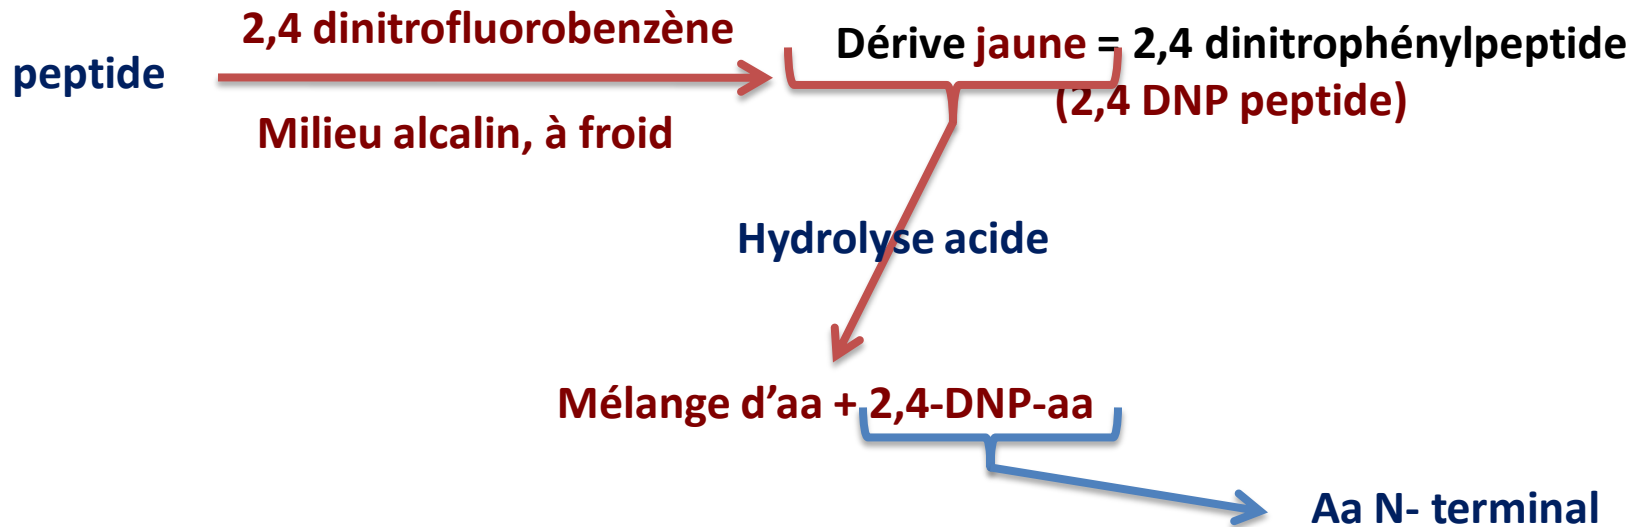 2,4 dinitrofluorobenzène
Dérive jaune = 2,4 dinitrophénylpeptide
peptide
(2,4 DNP peptide)
Milieu alcalin, à froid
Hydrolyse acide
Mélange d’aa + 2,4-DNP-aa
Aa N- terminal